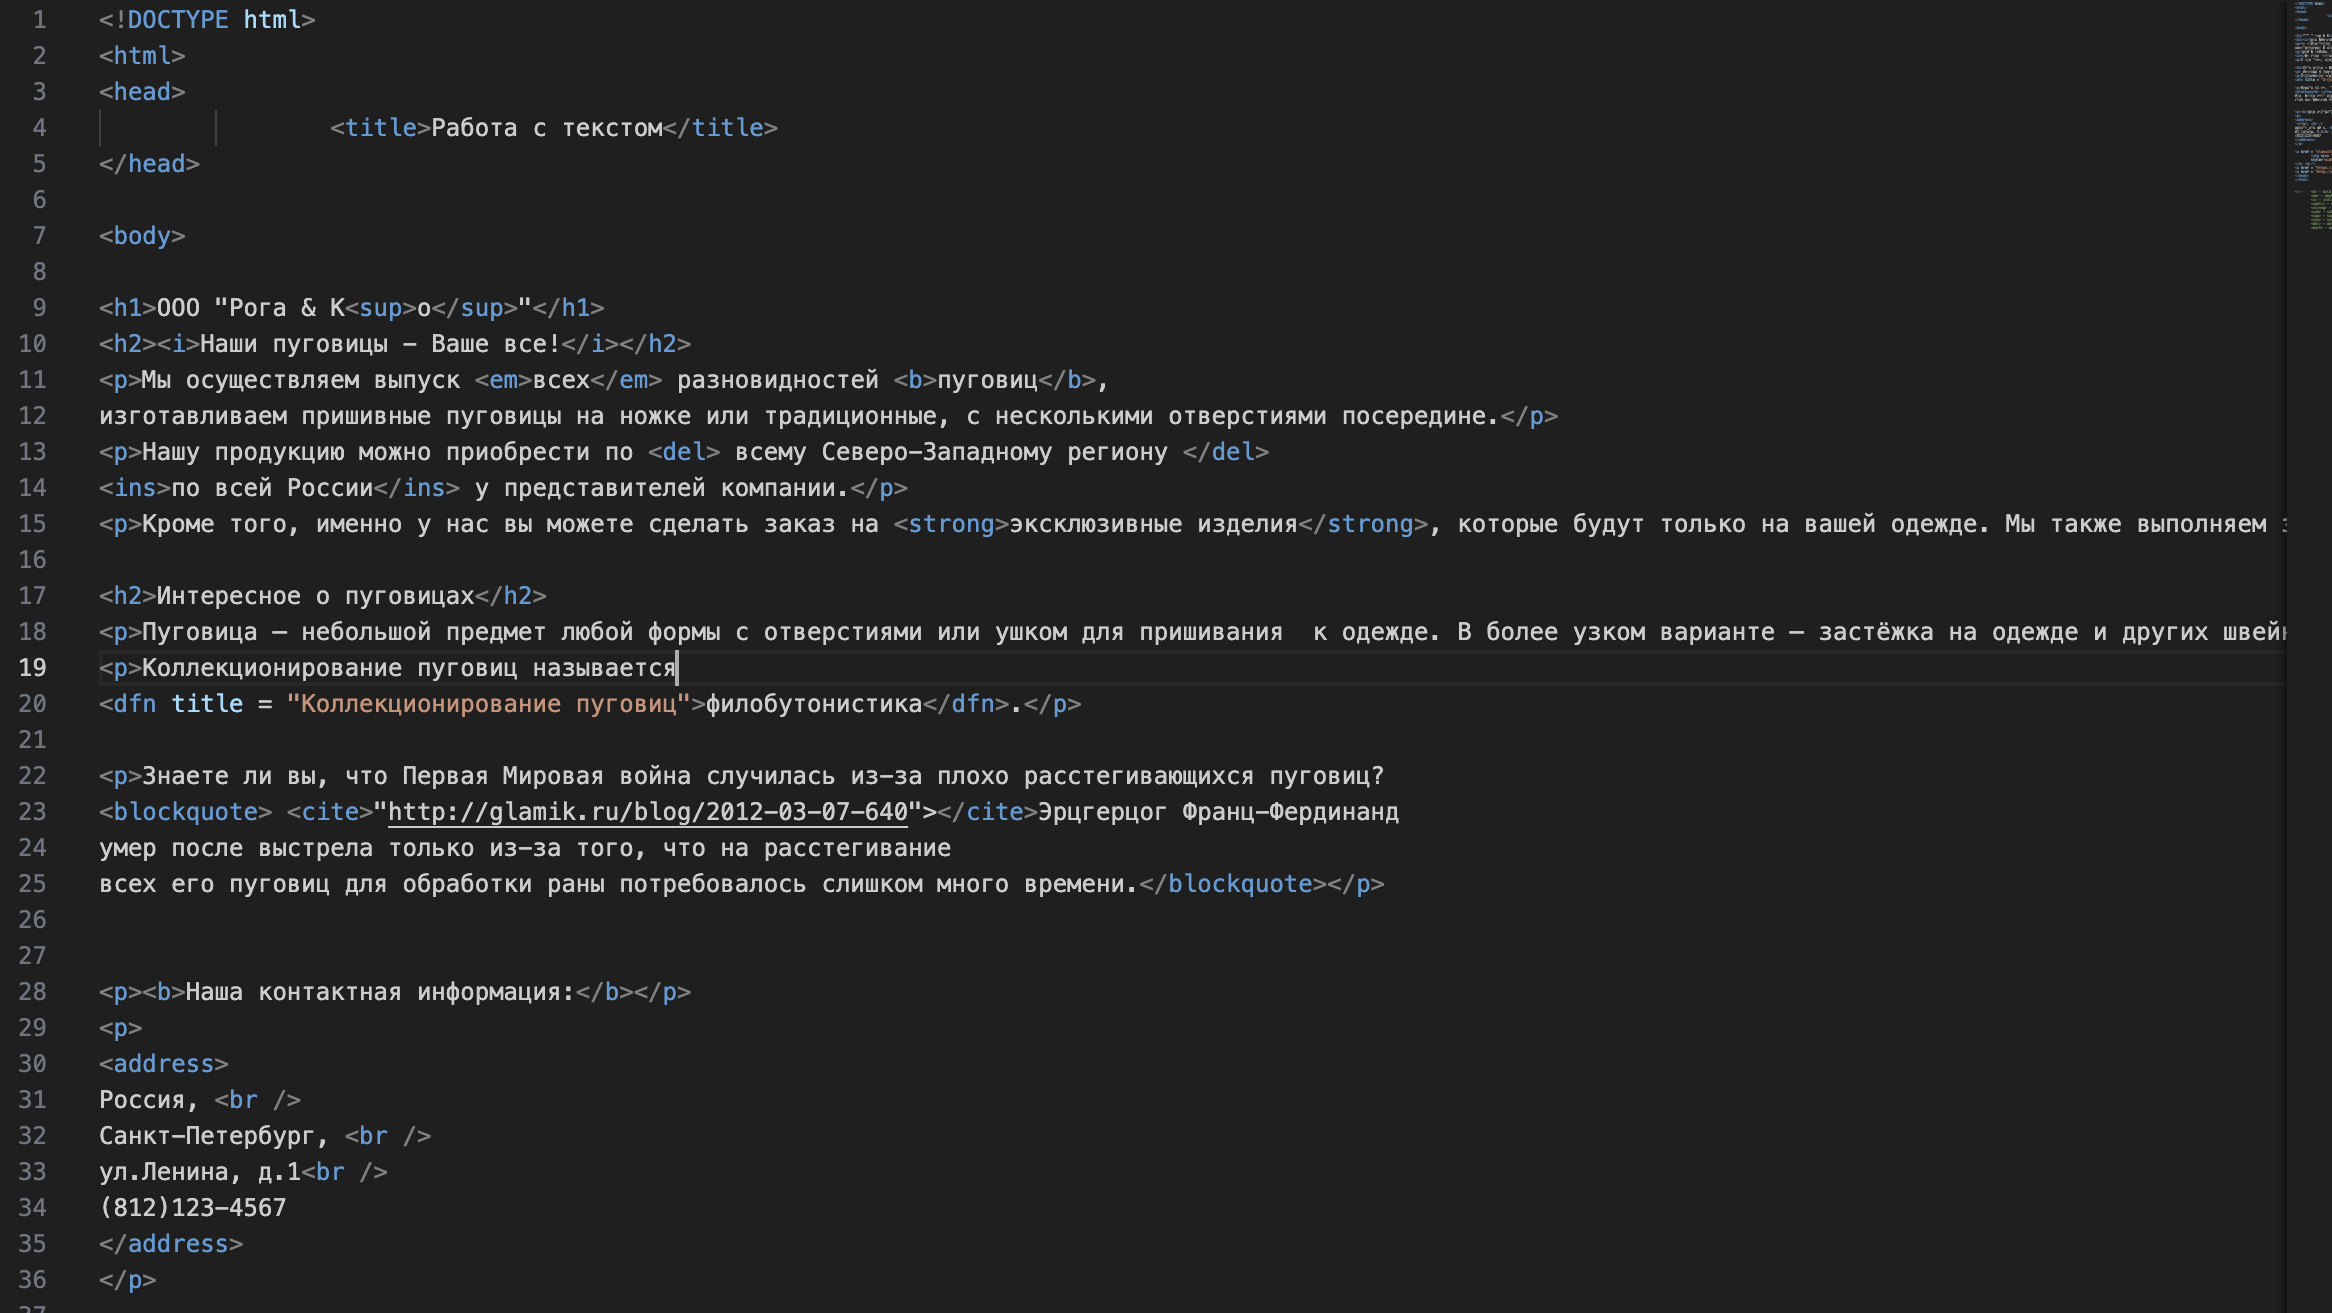 1 <!DOCTYPE html>
2 <html>
3 <head>
4 <title>Работа с текстом</title>
5 </head>
6
7 <body>
8
9 <h1>ООО "Рога & К<sup>о</sup>"</h1>
10 <h2><i>Наши пуговицы - Ваше все!</i></h2>
11 <p>Мы осуществляем выпуск <em>всех</em> разновидностей <b>пуговиц</b>,
12 изготавливаем пришивные пуговицы на ножке или традиционные, с несколькими отверстиями посередине.</p>
13 <p>Нашу продукцию можно приобрести по <del> всему Северо-Западному региону </del>
14 <ins>по всей России</ins> у представителей компании.</p>
15 <p>Кроме того, именно у нас вы можете сделать заказ на <strong>эксклюзивные изделия</strong>, которые будут только на вашей одежде. Мы также выполняем
16
17 <h2>Интересное о пуговицах</h2>
18 <p>Пуговица — небольшой предмет любой формы с отверстиями или ушком для пришивания  к одежде. В более узком варианте — застёжка на одежде и других
19 <p>Коллекционирование пуговиц называется
20 <dfn title = "Коллекционирование пуговиц">филобутонистика</dfn>.</p>
21
22 <p>Знаете ли вы, что Первая Мировая война случилась из-за плохо расстегивающихся пуговиц?
23 <blockquote> <cite>"http://glamik.ru/blog/2012-03-07-640"></cite>Эрцгерцог Франц-Фердинанд
24 умер после выстрела только из-за того, что на расстегивание
25 всех его пуговиц для обработки раны потребовалось слишком много времени.</blockquote></p>
26
27
28 <p><b>Наша контактная информация:</b></p>
29 <p>
30 <address>
31 Россия, <br />
32 Санкт-Петербург, <br />
33 ул.Ленина, д.1<br />
34 (812)123-4567
35 </address>
36 </p>
37